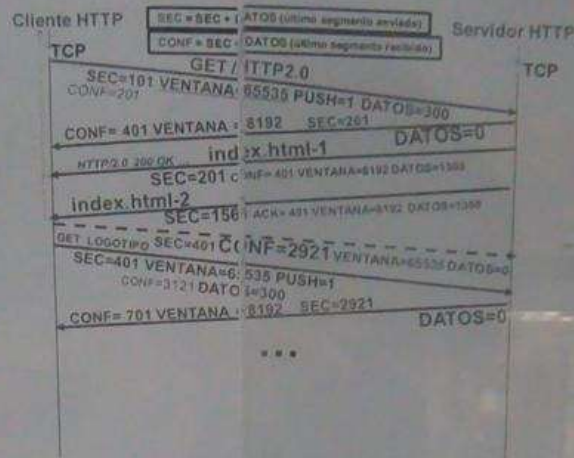 Cliente HTTP
SEC = SEC + DATOS (último segmento enviado)
CONF = SEC DATOS (último segmento recibido)
Servidor HTTP
TCP
TCP
GET / HTTP2.0
SEC=101 VENTANA 65535 PUSH=1 DATOS=300
CONF=201
CONF= 401 VENTANA = 8192 SEC=201
DATOS=0
HTTP/2.0 200 OK ... index.html-1
SEC=201 CONF= 401 VENTANA=8192 DATOS=1360
index.html-2
SEC=1561 ACK= 401 VENTANA=8192 DATOS=1360
SEC=401 CONF=2921 VENTANA=65535 DATOS=0
GET LOGOTIPO
SEC=401 VENTANA=65535 PUSH=1
CONF=3121 DATOS=300
CONF= 701 VENTANA 8192 SEC=2921
DATOS=0
...